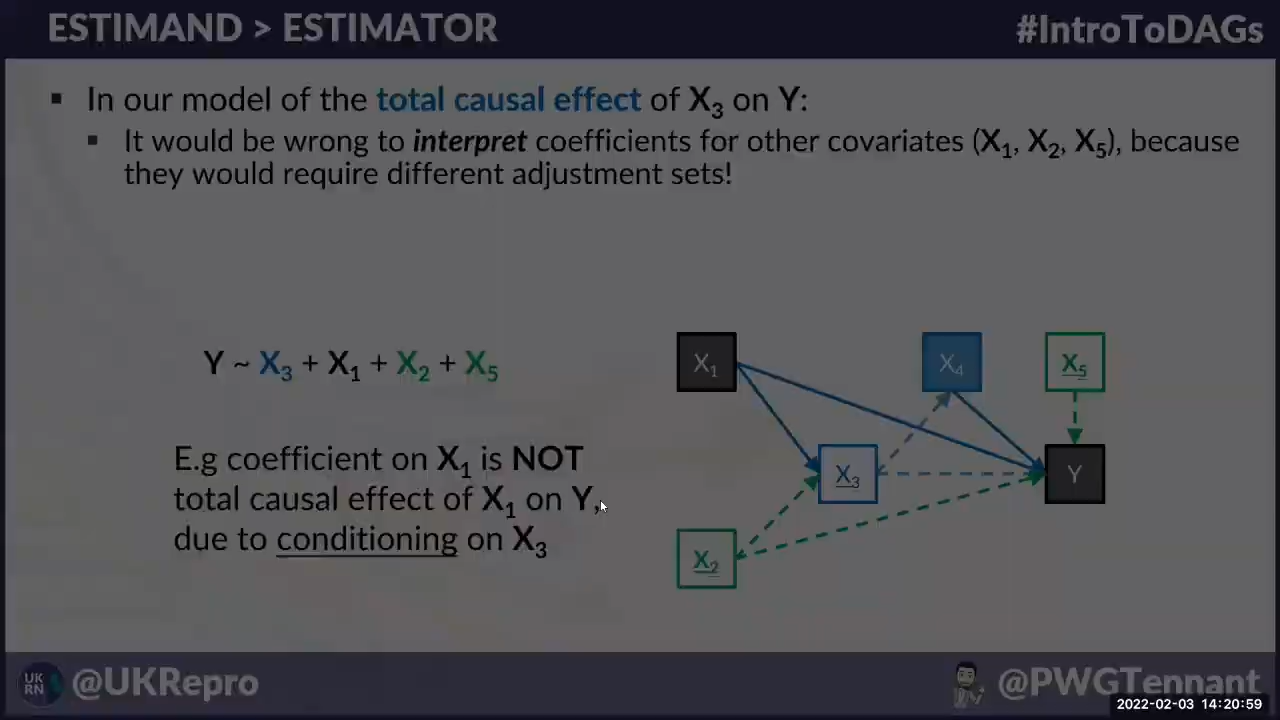 ESTIMAND > ESTIMATOR
#IntroToDAGs
▪ In our model of the total causal effect of X₃ on Y:
▪ It would be wrong to interpret coefficients for other covariates (X₁, X₂, X₅), because
they would require different adjustment sets!
Y ~ X₃ + X₁ + X₂ + X₅
E.g coefficient on X₁ is NOT
total causal effect of X₁ on Y,
due to conditioning on X₃
X₁
X₄
X₅
X₃
Y
X₂
UK
RN
@UKRepro
@PWGTennant
2022-02-03 14:20:59